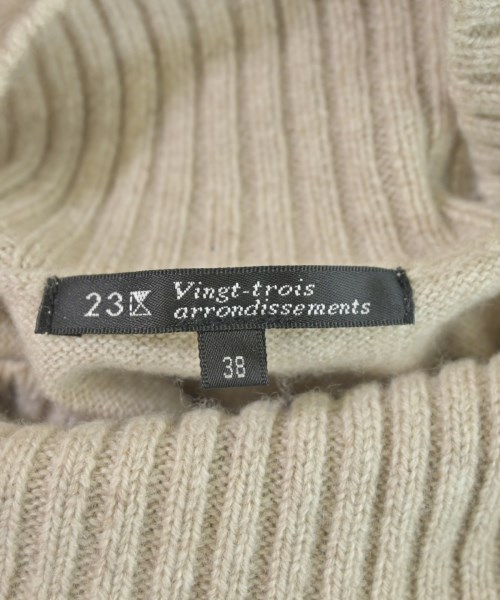 23区 Vingt-trois
arrondissements
38